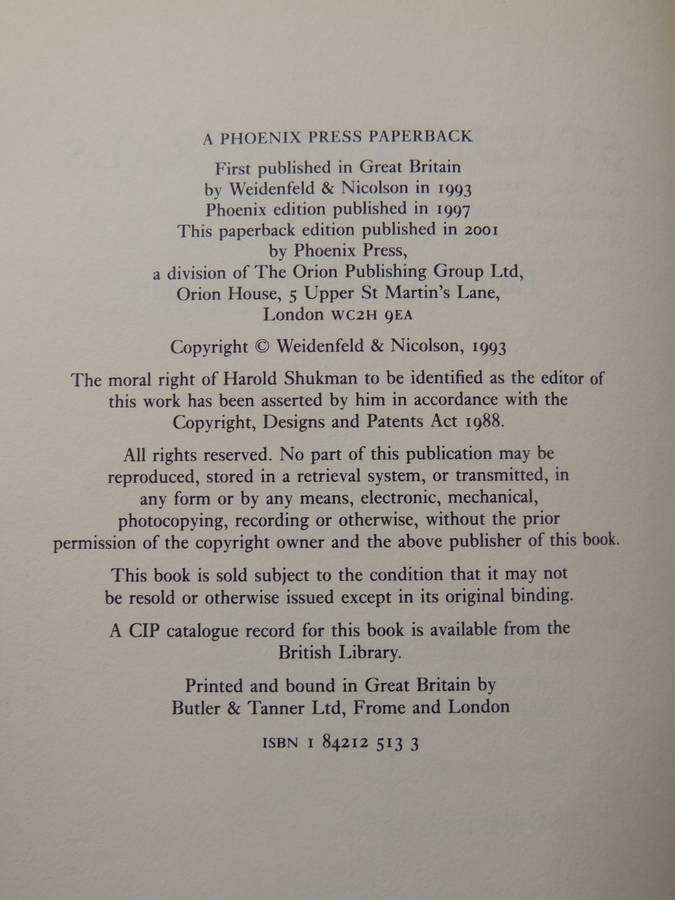 A PHOENIX PRESS PAPERBACK
First published in Great Britain
by Weidenfeld & Nicolson in 1993
Phoenix edition published in 1997
This paperback edition published in 2001
by Phoenix Press,
a division of The Orion Publishing Group Ltd,
Orion House, 5 Upper St Martin's Lane,
London WC2H 9EA
Copyright © Weidenfeld & Nicolson, 1993
The moral right of Harold Shukman to be identified as the editor of
this work has been asserted by him in accordance with the
Copyright, Designs and Patents Act 1988.
All rights reserved. No part of this publication may be
reproduced, stored in a retrieval system, or transmitted, in
any form or by any means, electronic, mechanical,
photocopying, recording or otherwise, without the prior
permission of the copyright owner and the above publisher of this book.
This book is sold subject to the condition that it may not
be resold or otherwise issued except in its original binding.
A CIP catalogue record for this book is available from the
British Library.
Printed and bound in Great Britain by
Butler & Tanner Ltd, Frome and London
ISBN 1 84212 513 3